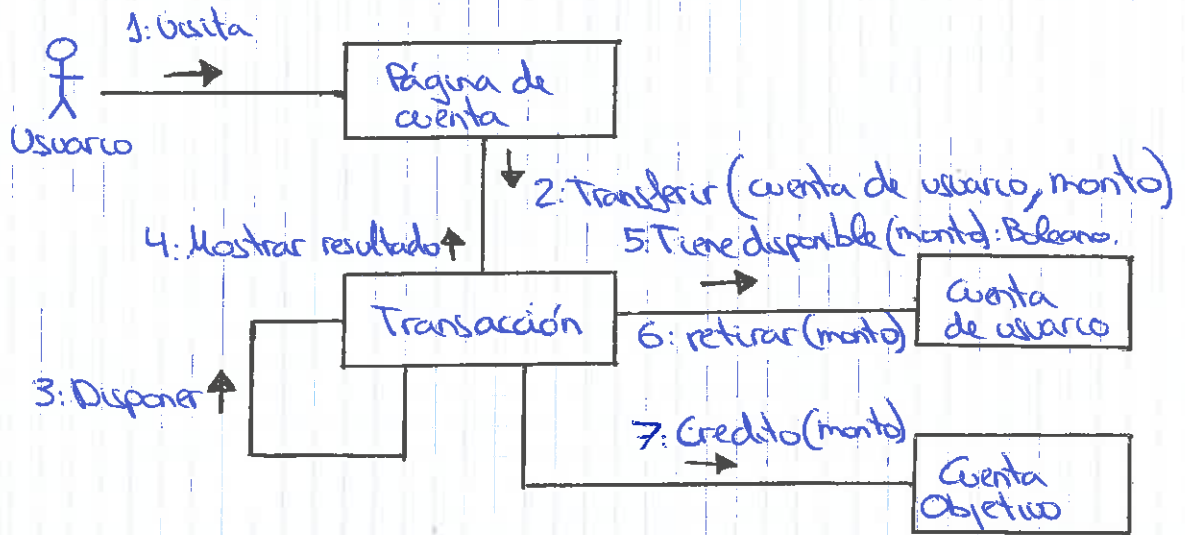 1: Visita
Página de
cuenta
Usuario
2: Transferir (cuenta de usuario, monto)
4: Mostrar resultado
5: Tiene disponible (monto): Boleano.
Transacción
Cuenta
de usuario
6: retirar (monto)
3: Disponer
7: Credito (monto)
Cuenta
Objetivo